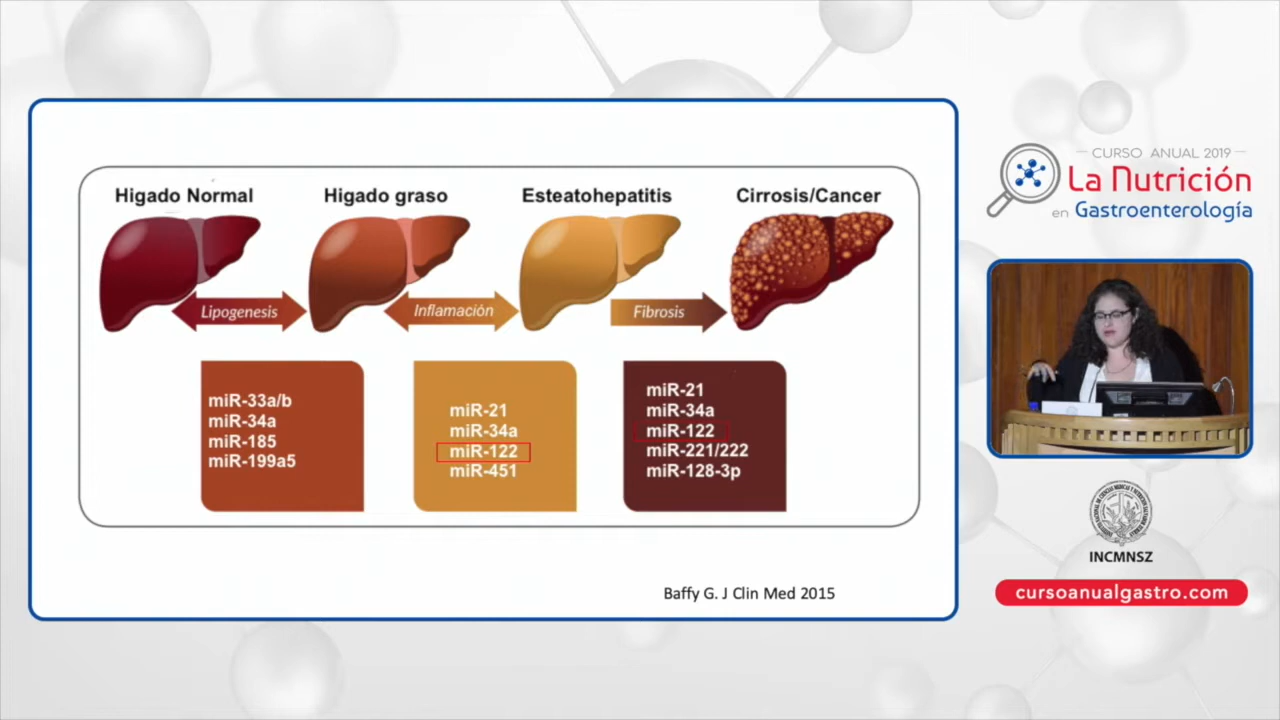 Higado Normal
Higado graso
Esteatohepatitis
Cirrosis/Cancer
Lipogenesis
Inflamación
Fibrosis
miR-33a/b
miR-34a
miR-185
miR-199a5
miR-21
miR-34a
miR-122
miR-451
miR-21
miR-34a
miR-122
miR-221/222
miR-128-3p
Baffy G. J Clin Med 2015
CURSO ANUAL 2019
La Nutrición
en Gastroenterología
INCMNSZ
cursoanualgastro.com